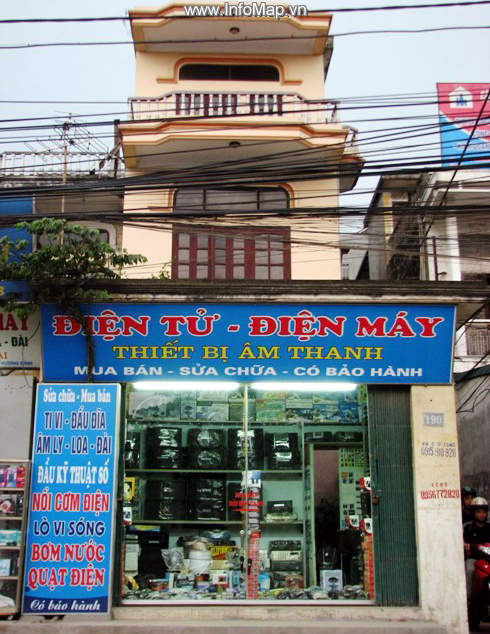 www.InfoMap.vn
ĐIỆN TỬ - ĐIỆN MÁY
THIẾT BỊ ÂM THANH
MUA BÁN - SỬA CHỮA - CÓ BẢO HÀNH
Sửa chữa - Mua bán
TI VI - ĐẦU ĐĨA
ÂM LY - LOA - ĐÀI
ĐẦU KỸ THUẬT SỐ
NỒI CƠM ĐIỆN
LÒ VI SÓNG
BƠM NƯỚC
QUẠT ĐIỆN
Có bảo hành
MÁY
- ĐÀI
190